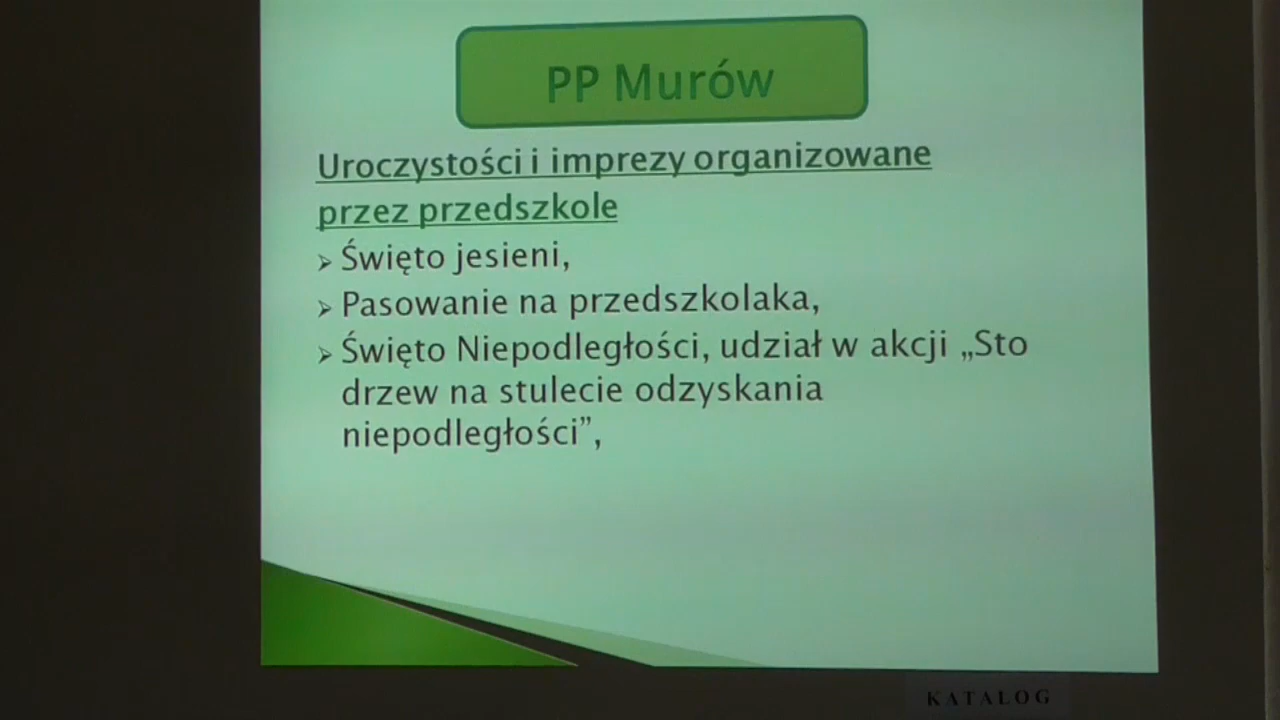 PP Murów
Uroczystości i imprezy organizowane
przez przedszkole
➢ Święto jesieni,
➢ Pasowanie na przedszkolaka,
➢ Święto Niepodległości, udział w akcji „Sto
drzew na stulecie odzyskania
niepodległości”,
KATALOG